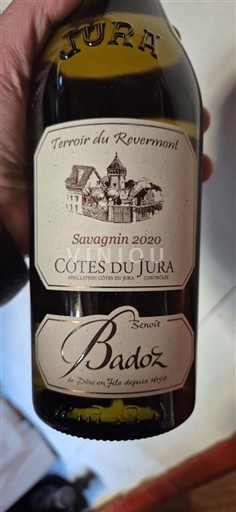 JURA
Terroir du Revermont
Savagnin 2020
VINIOU
CÔTES DU JURA
APPELLATION CÔTES DU JURA CONTRÔLÉE
Benoît
Badoz
de Père en Fils depuis 1659